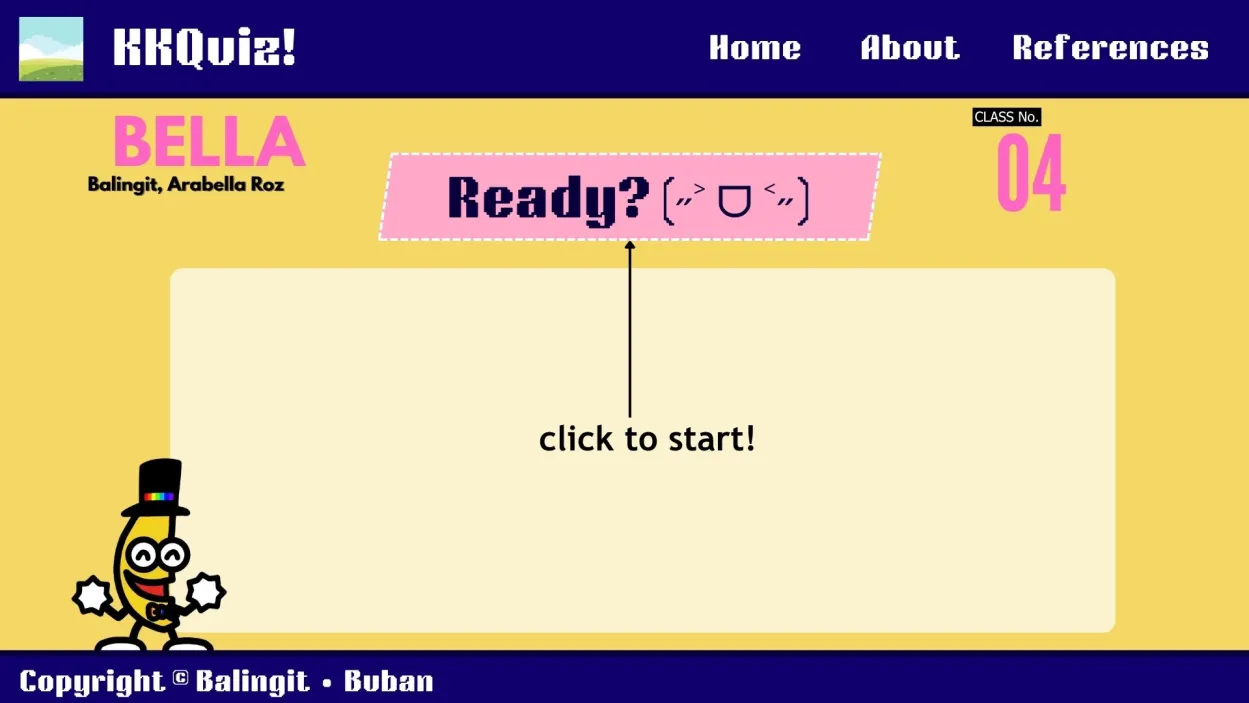 KKQuiz!
Home
About
References
BELLA
Balingit, Arabella Roz
CLASS No.
04
Ready? (˶˃ ᗜ ˂˶)
click to start!
Copyright © Balingit • Buban